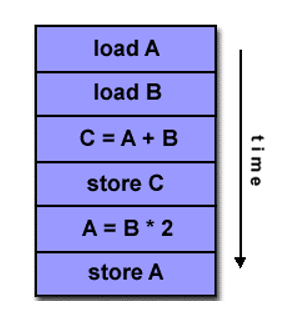 load A
load B
C = A + B
store C
A = B * 2
store A
time